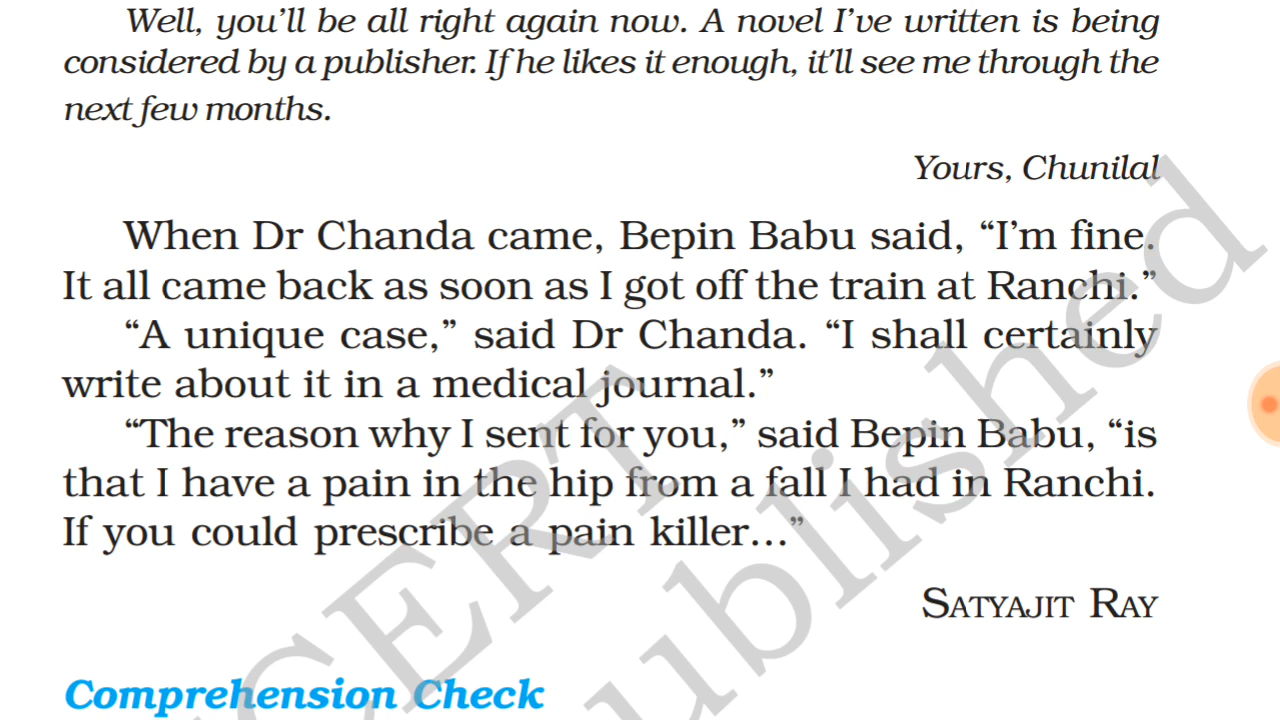 Well, you'll be all right again now. A novel I've written is being
considered by a publisher. If he likes it enough, it'll see me through the
next few months.
Yours, Chunilal
When Dr Chanda came, Bepin Babu said, “I'm fine.
It all came back as soon as I got off the train at Ranchi.”
“A unique case,” said Dr Chanda. “I shall certainly
write about it in a medical journal.”
“The reason why I sent for you,” said Bepin Babu, “is
that I have a pain in the hip from a fall I had in Ranchi.
If you could prescribe a pain killer...”
SATYAJIT RAY
Comprehension Check